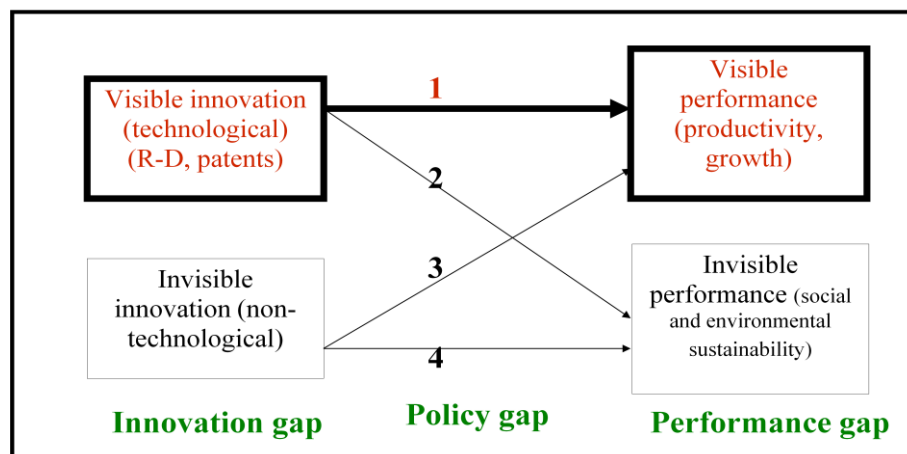 Visible innovation
(technological)
(R-D, patents)
1
Visible
performance
(productivity,
growth)
2
3
Invisible
innovation (non-
technological)
4
Invisible
performance (social
and environmental
sustainability)
Innovation gap
Policy gap
Performance gap